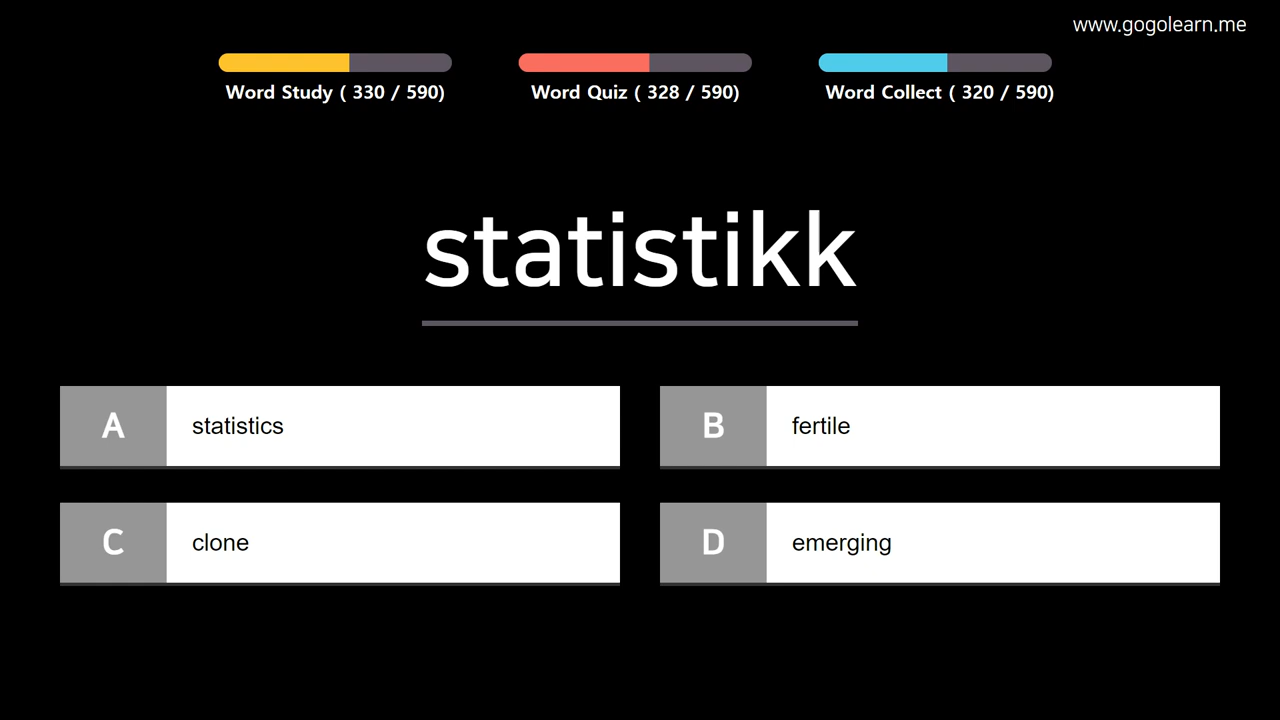 www.gogolearn.me
Word Study ( 330 / 590)
Word Quiz ( 328 / 590)
Word Collect ( 320 / 590)
statistikk
A statistics
B fertile
C clone
D emerging